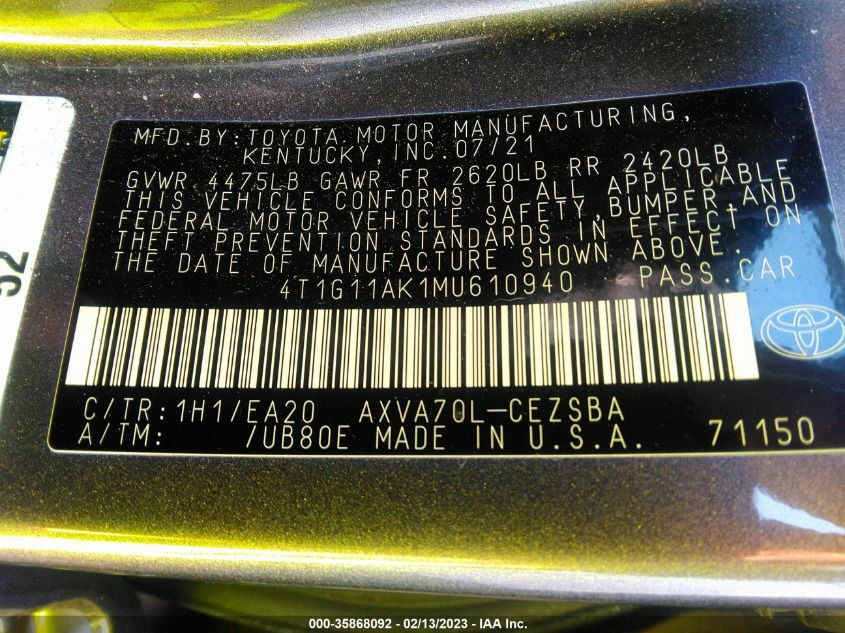 MFD.BY:TOYOTA MOTOR MANUFACTURING,
KENTUCKY,INC.07/21
GVWR 4475LB GAWR FR 2620LB RR 2420LB
THIS VEHICLE CONFORMS TO ALL APPLICABLE
FEDERAL MOTOR VEHICLE SAFETY,BUMPER,AND
THEFT PREVENTION STANDARDS IN EFFECT ON
THE DATE OF MANUFACTURE SHOWN ABOVE.
4T1G11AK1MU610940 PASS.CAR
C/TR:1H1/EA20 AXVA70L-CEZSBA
A/TM: /UB80E MADE IN U.S.A. 71150
52
000-35868092 - 02/13/2023 - IAA Inc.